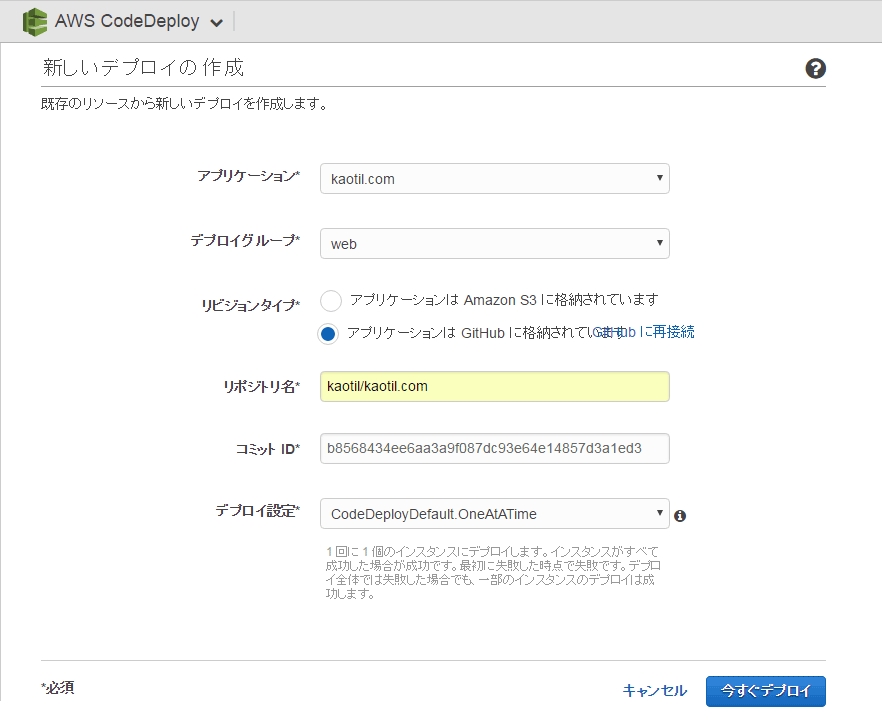 AWS CodeDeploy
新しいデプロイの作成
既存のリソースから新しいデプロイを作成します。
アプリケーション*
kaotil.com
デプロイグループ*
web
リビジョンタイプ*
アプリケーションは Amazon S3 に格納されています
アプリケーションは GitHub に格納されています
GitHub に再接続
リポジトリ名*
kaotil/kaotil.com
コミット ID*
b8568434ee6aa3a9f087dc93e64e14857d3a1ed3
デプロイ設定*
CodeDeployDefault.OneAtATime
1 回に 1 個のインスタンスにデプロイします。インスタンスがすべて
成功した場合が成功です。最初に失敗した時点で失敗です。デプロ
イ全体では失敗した場合でも、一部のインスタンスのデプロイは成
功します。
*必須
キャンセル
今すぐデプロイ